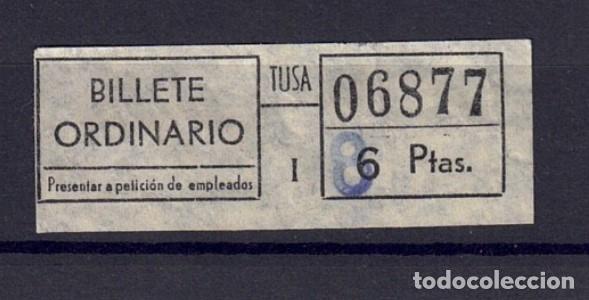 BILLETE
ORDINARIO
Presentar a petición de empleados
TUSA
I
06877
8
6 Ptas.
todocoleccion